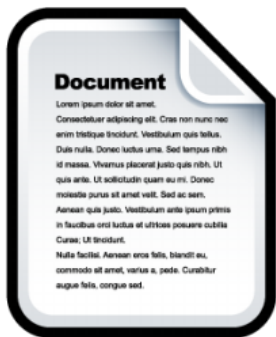 Document
Lorem ipsum dolor sit amet.
Consectetuer adipiscing elit. Cras non nunc nec
enim tristique tincidunt. Vestibulum quis tellus.
Duis nulla. Donec luctus urna. Sed tempus nibh
id massa. Vivamus placerat justo quis nibh. Ut
quis ante. Ut sollicitudin quam eu mi. Donec
molestie purus sit amet velit. Sed ac sem.
Aenean quis justo. Vestibulum ante ipsum primis
in faucibus orci luctus et ultrices posuere cubilia
Curae; Ut tincidunt.
Nulla facilisi. Aenean eros felis, blandit eu,
commodo sit amet, varius a, pede. Curabitur
augue felis, congue sed.